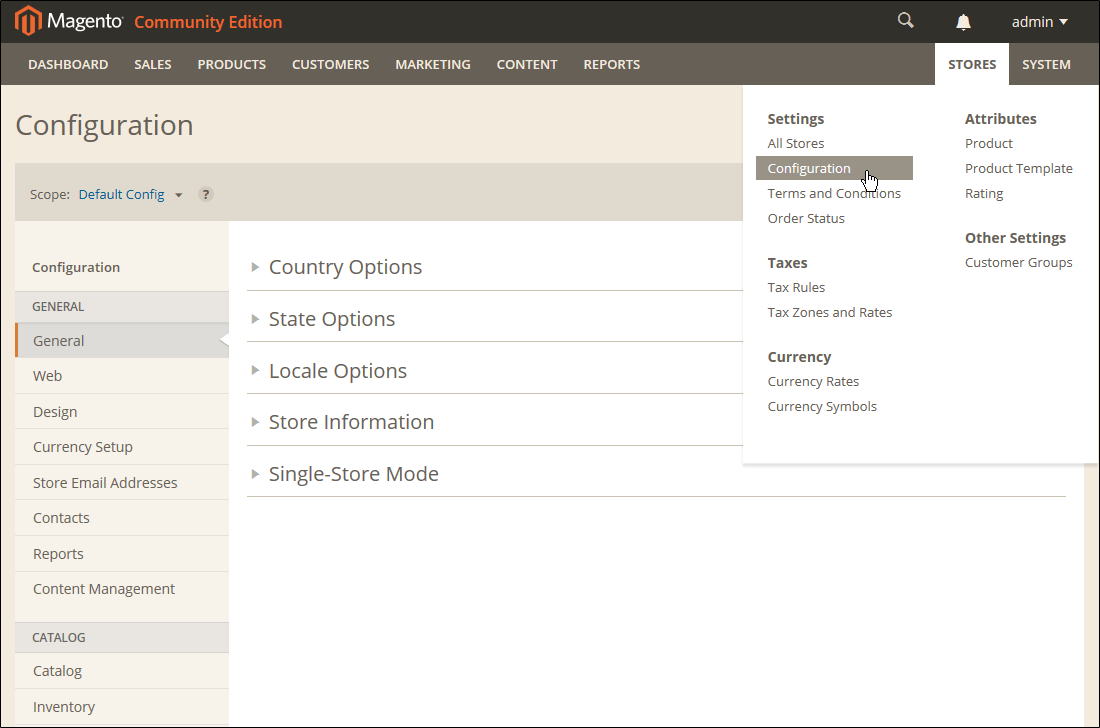 Magento Community Edition
admin
DASHBOARD SALES PRODUCTS CUSTOMERS MARKETING CONTENT REPORTS STORES SYSTEM
Configuration
Scope: Default Config ?
Configuration
GENERAL
General
Web
Design
Currency Setup
Store Email Addresses
Contacts
Reports
Content Management
CATALOG
Catalog
Inventory
Country Options
State Options
Locale Options
Store Information
Single-Store Mode
Settings
All Stores
Configuration
Terms and Conditions
Order Status
Taxes
Tax Rules
Tax Zones and Rates
Currency
Currency Rates
Currency Symbols
Attributes
Product
Product Template
Rating
Other Settings
Customer Groups